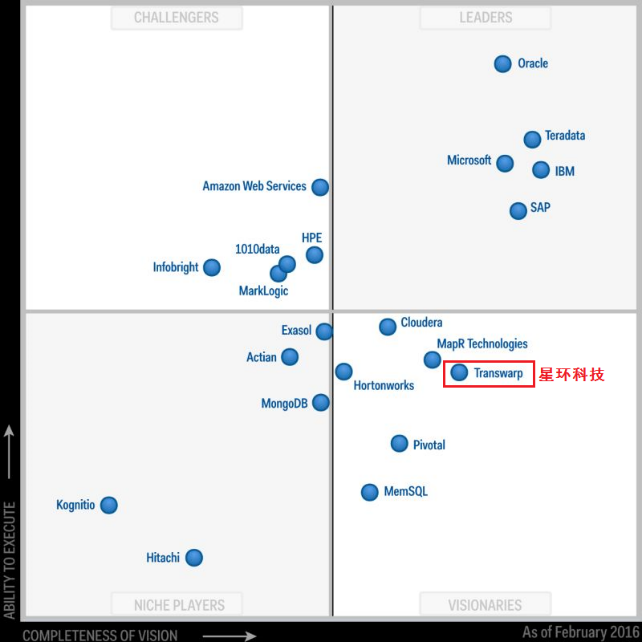 CHALLENGERS
LEADERS
Oracle
Teradata
Microsoft
IBM
Amazon Web Services
SAP
HPE
1010data
Infobright
MarkLogic
Exasol
Cloudera
MapR Technologies
Actian
Transwarp 星环科技
Hortonworks
MongoDB
Pivotal
MemSQL
Kognitio
Hitachi
NICHE PLAYERS
VISIONARIES
ABILITY TO EXECUTE
COMPLETENESS OF VISION
As of February 2016